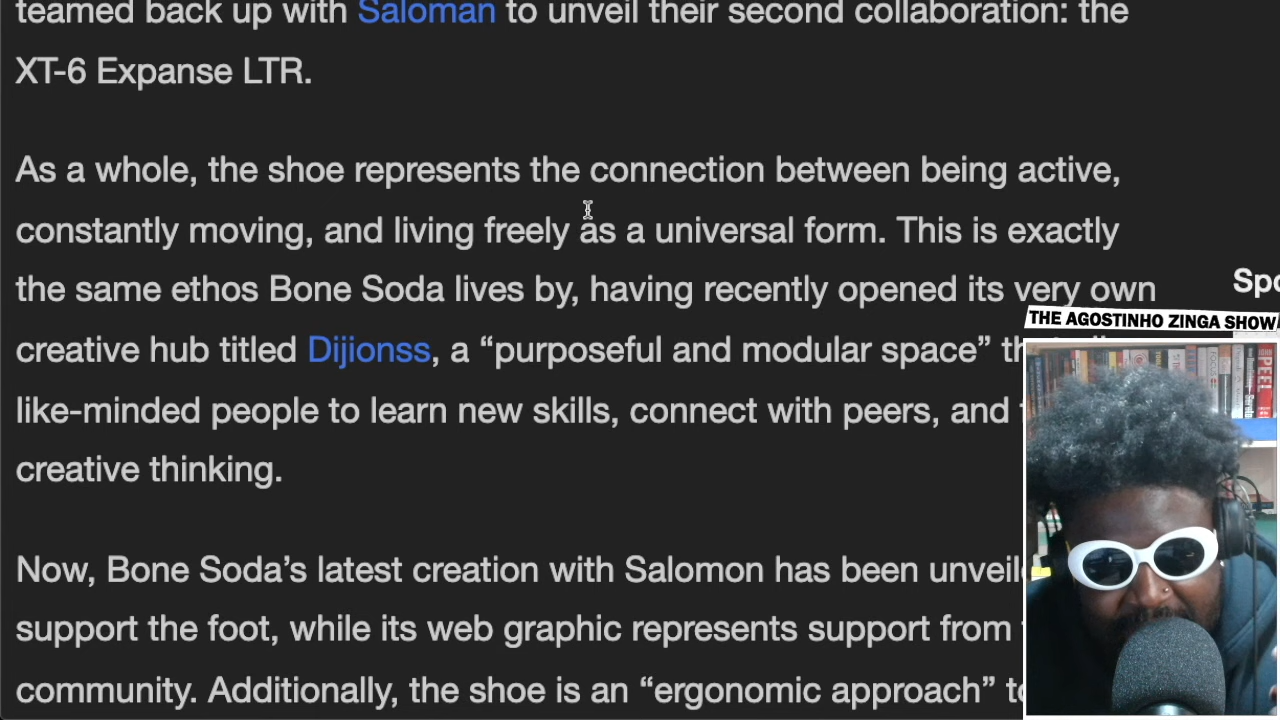 teamed back up with Saloman to unveil their second collaboration: the
XT-6 Expanse LTR.
As a whole, the shoe represents the connection between being active,
constantly moving, and living freely as a universal form. This is exactly
the same ethos Bone Soda lives by, having recently opened its very own
creative hub titled Dijionss, a “purposeful and modular space”
like-minded people to learn new skills, connect with peers, and
creative thinking.
Now, Bone Soda’s latest creation with Salomon has been
support the foot, while its web graphic represents support from
community. Additionally, the shoe is an “ergonomic approach”
THE AGOSTINHO ZINGA SHOW
PEEL